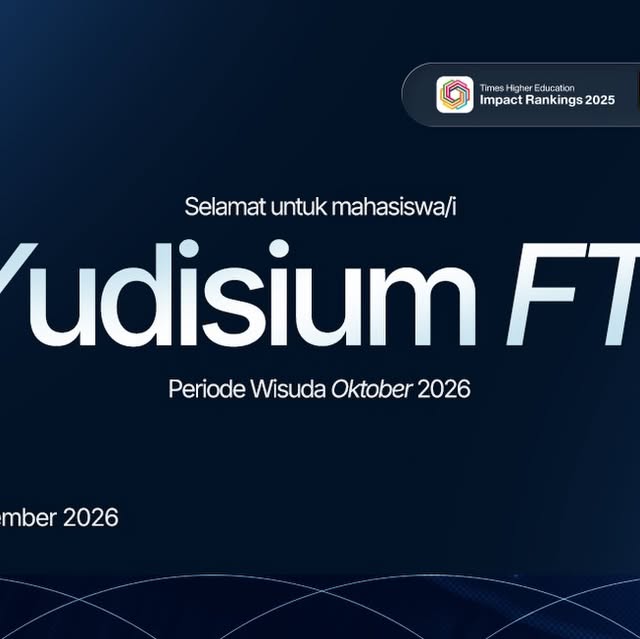 Times Higher Education
Impact Rankings 2025
Selamat untuk mahasiswa/i
Yudisium FT
Periode Wisuda Oktober 2026
ember 2026